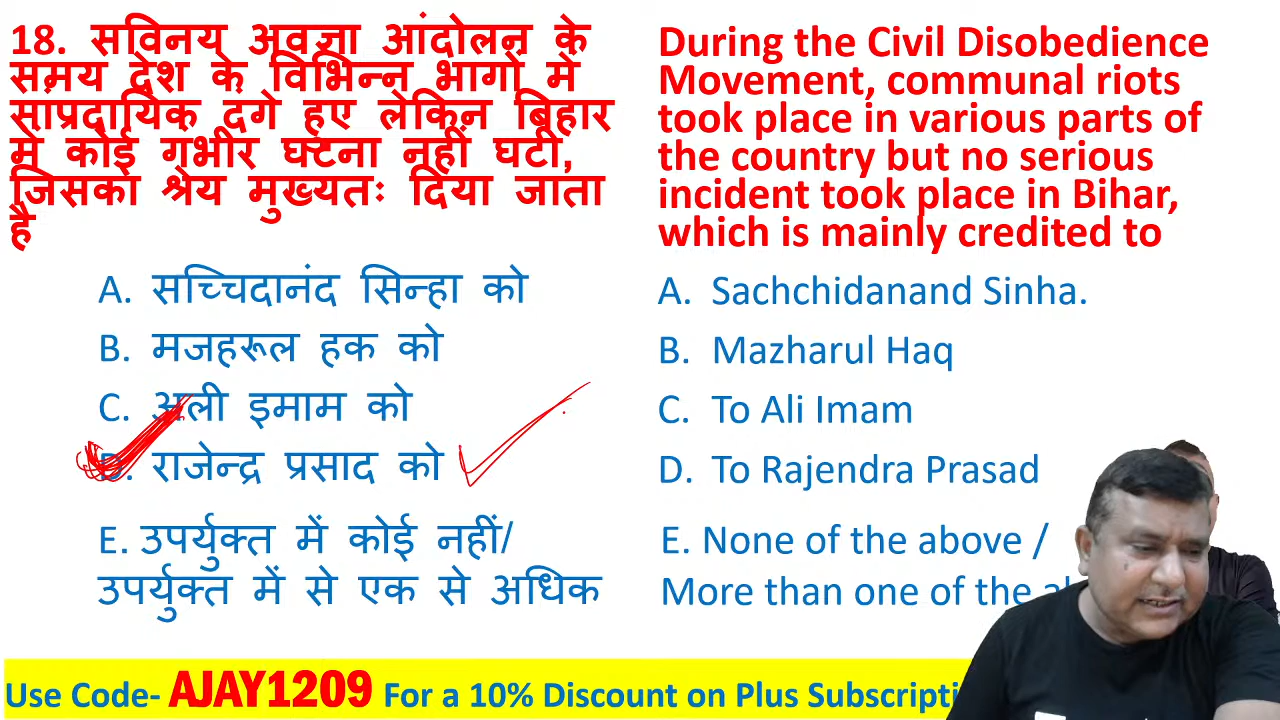 18. सविनय अवज्ञा आंदोलन के
समय देश के विभिन्न भागों में
सांप्रदायिक दंगे हुए लेकिन बिहार
में कोई गंभीर घटना नहीं घटी,
जिसका श्रेय मुख्यतः दिया जाता
है
A. सच्चिदानंद सिन्हा को
B. मजहरूल हक को
C. अली इमाम को
D. राजेन्द्र प्रसाद को
E. उपर्युक्त में कोई नहीं/
उपर्युक्त में से एक से अधिक
During the Civil Disobedience
Movement, communal riots
took place in various parts of
the country but no serious
incident took place in Bihar,
which is mainly credited to
A. Sachchidanand Sinha.
B. Mazharul Haq
C. To Ali Imam
D. To Rajendra Prasad
E. None of the above /
More than one of the
Use Code- AJAY1209 For a 10% Discount on Plus